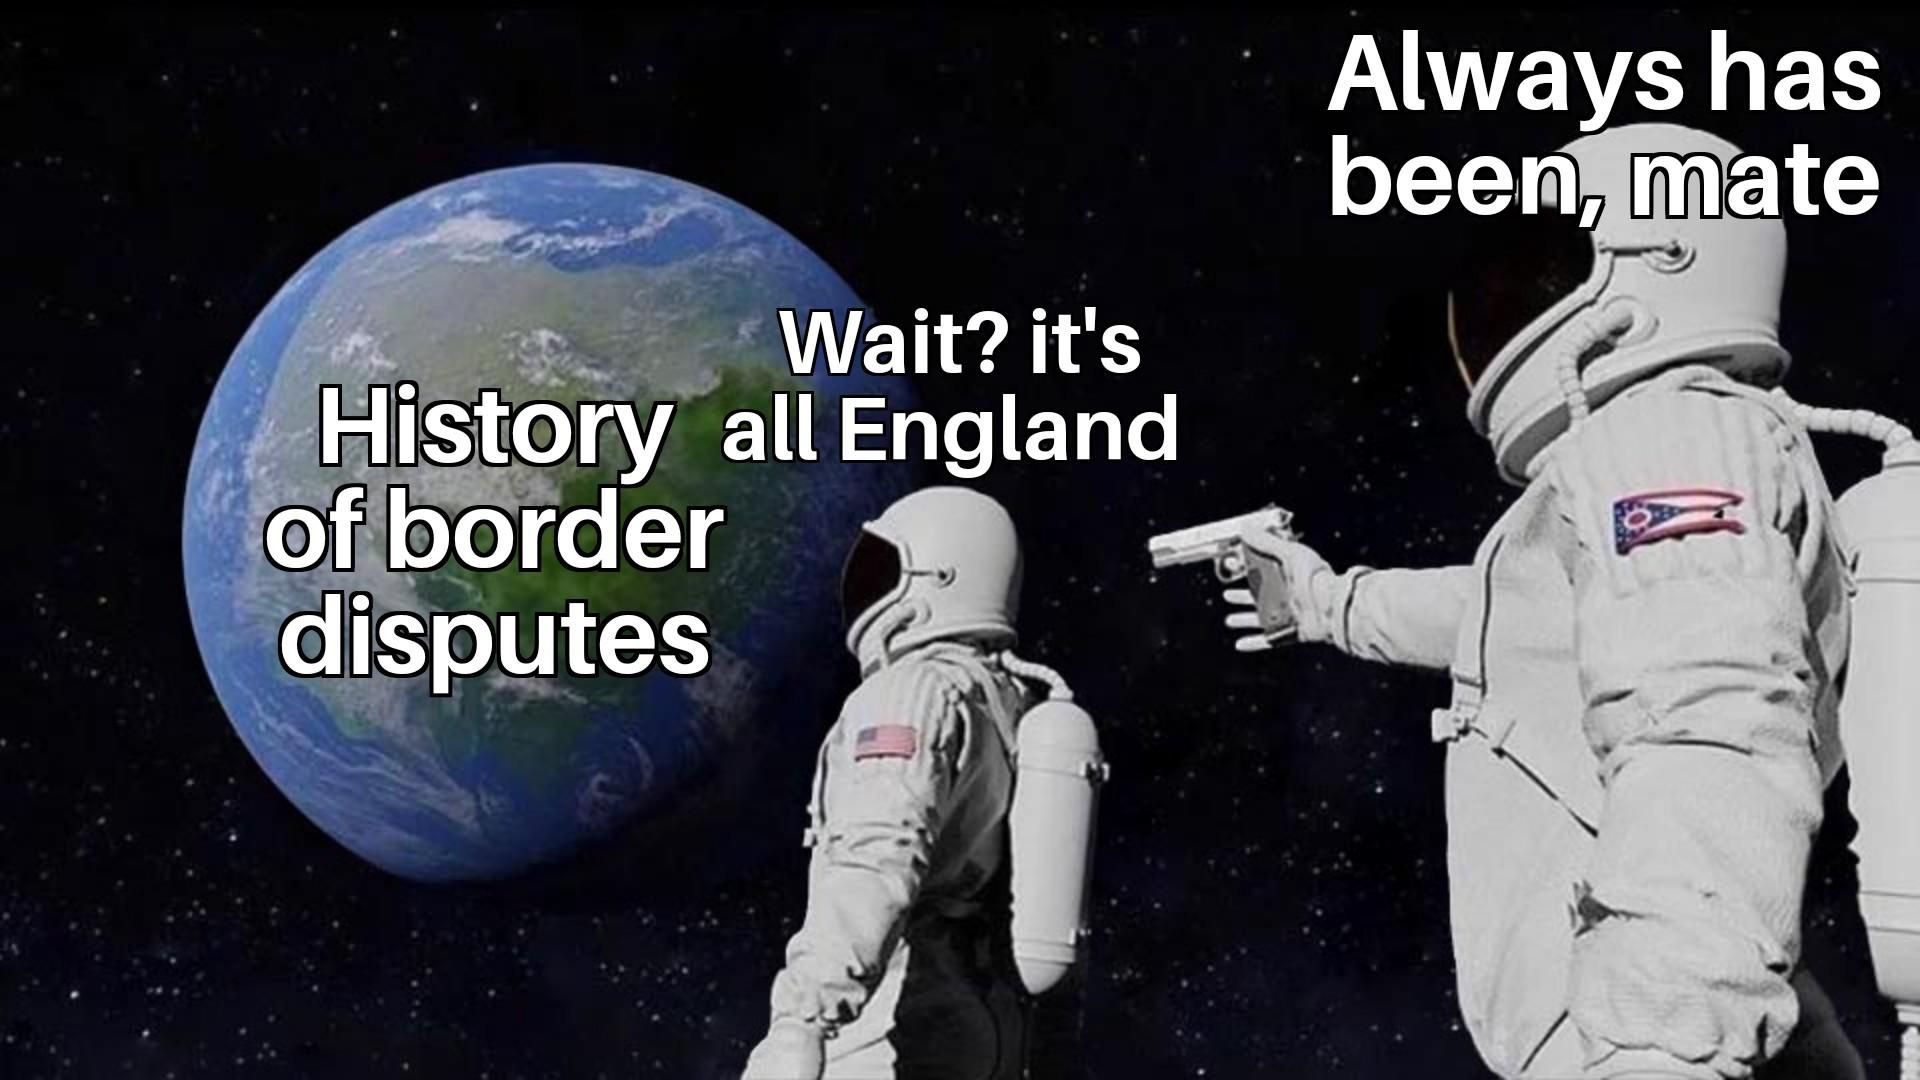 History
of border
disputes
Wait? it's
all England
Always has
been, mate